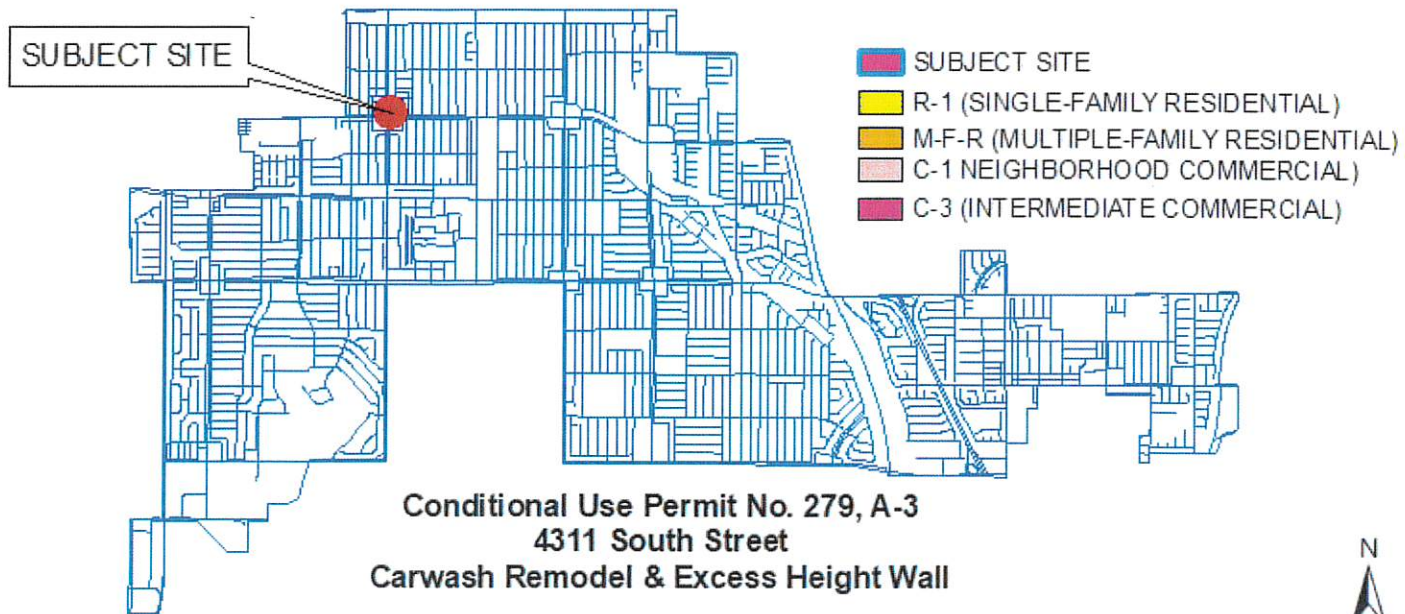 SUBJECT SITE
SUBJECT SITE
R-1 (SINGLE-FAMILY RESIDENTIAL)
M-F-R (MULTIPLE-FAMILY RESIDENTIAL)
C-1 NEIGHBORHOOD COMMERCIAL)
C-3 (INTERMEDIATE COMMERCIAL)
Conditional Use Permit No. 279, A-3
4311 South Street
Carwash Remodel & Excess Height Wall
N